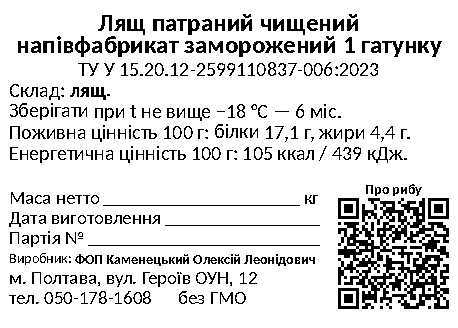 Лящ патраний чищений
напівфабрикат заморожений 1 гатунку
ТУ У 15.20.12-2599110837-006:2023
Склад: лящ.
Зберігати при t не вище −18 °C — 6 міс.
Поживна цінність 100 г: білки 17,1 г, жири 4,4 г.
Енергетична цінність 100 г: 105 ккал / 439 кДж.
Маса нетто ____________________ кг
Про рибу
Дата виготовлення ________________
Партія № ________________________
Виробник: ФОП Каменецький Олексій Леонідович
м. Полтава, вул. Героїв ОУН, 12
тел. 050-178-1608 без ГМО